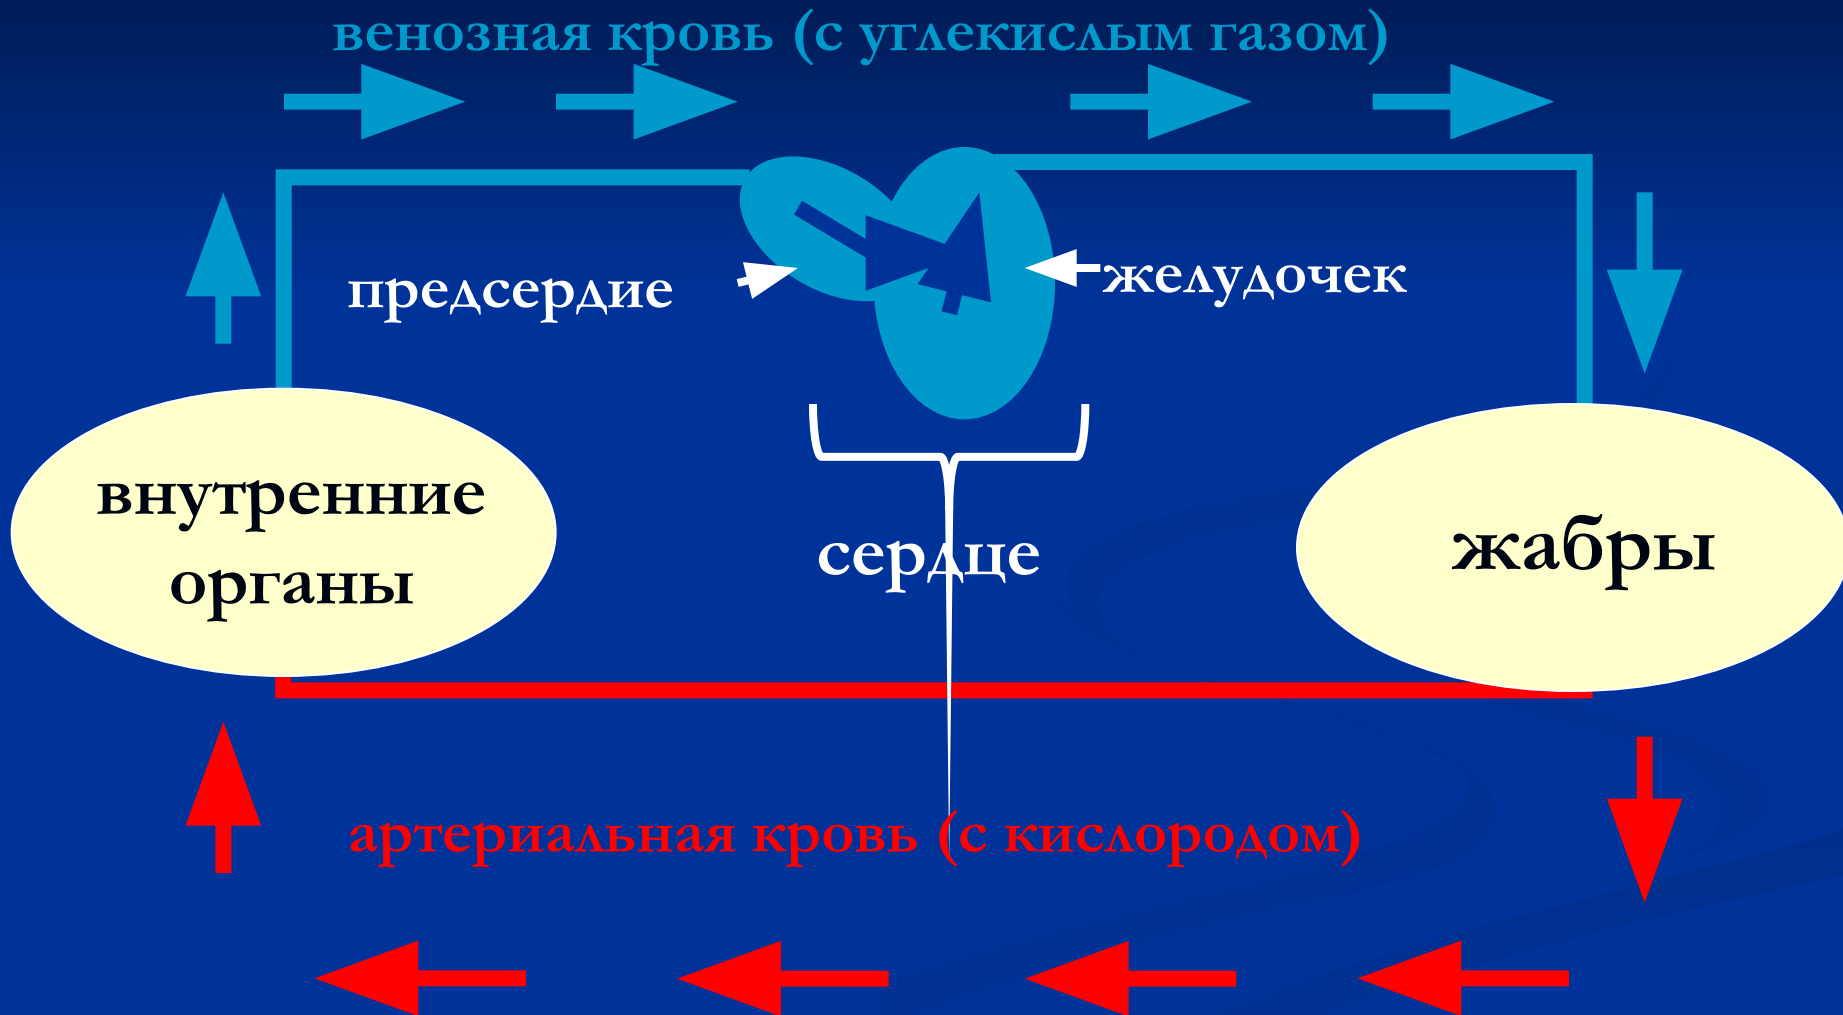 венозная кровь (с углекислым газом)
предсердие
желудочек
внутренние
органы
сердце
жабры
артериальная кровь (с кислородом)